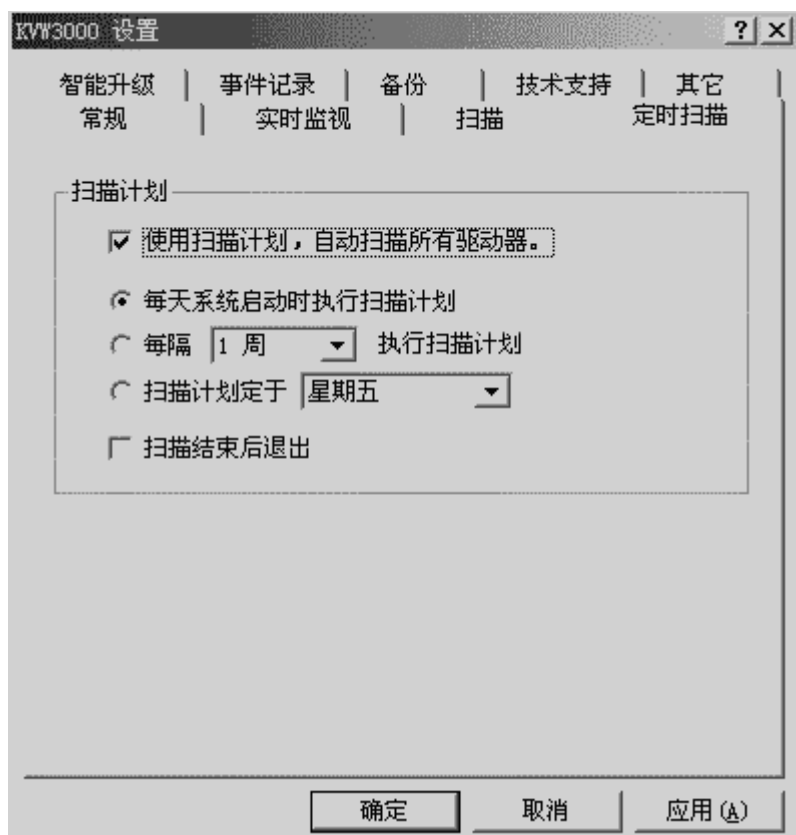 KVW3000 设置
智能升级 事件记录 备份 技术支持 其它
常规 实时监视 扫描 定时扫描
扫描计划
使用扫描计划，自动扫描所有驱动器。
每天系统启动时执行扫描计划
每隔 1 周 执行扫描计划
扫描计划定于 星期五
扫描结束后退出
确定 取消 应用(A)